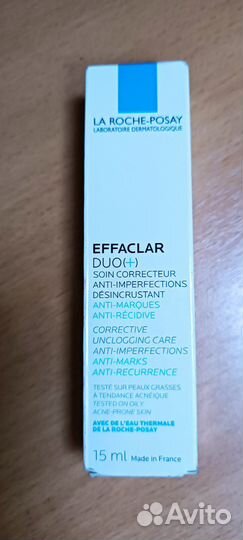 LA ROCHE-POSAY
LABORATOIRE DERMATOLOGIQUE
EFFACLAR
DUO(+)
SOIN CORRECTEUR
ANTI-IMPERFECTIONS
DÉSINCRUSTANT
ANTI-MARQUES
ANTI-RÉCIDIVE
CORRECTIVE
UNCLOGGING CARE
ANTI-IMPERFECTIONS
ANTI-MARKS
ANTI-RECURRENCE
TESTÉ SUR PEAUX GRASSES
À TENDANCE ACNÉIQUE
TESTED ON OILY
ACNE-PRONE SKIN
AVEC DE L'EAU THERMALE
DE LA ROCHE-POSAY
15 ml Made in France
Avito